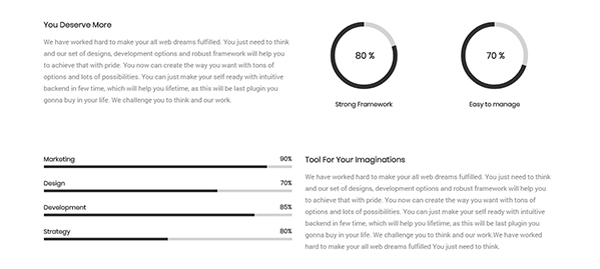 You Deserve More
We have worked hard to make your all web dreams fulfilled. You just need to think
and our set of designs, development options and robust framework will help you
to achieve that with pride. You now can create the way you want with tons of
options and lots of possibilities. You can just make your self ready with intuitive
backend in few time, which will help you lifetime, as this will be last plugin you
gonna buy in your life. We challenge you to think and our work.
80 %
Strong Framework
70 %
Easy to manage
Marketing 90%
Design 70%
Development 85%
Strategy 80%
Tool For Your Imaginations
We have worked hard to make your all web dreams fulfilled. You just need to think
and our set of designs, development options and robust framework will help you
to achieve that with pride. You now can create the way you want with tons of
options and lots of possibilities. You can just make your self ready with intuitive
backend in few time, which will help you lifetime, as this will be last plugin you
gonna buy in your life. We challenge you to think and our work.We have worked
hard to make your all web dreams fulfilled You just need to think.